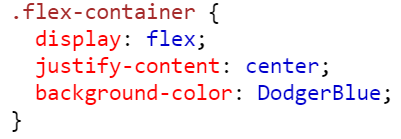 .flex-container {
  display: flex;
  justify-content: center;
  background-color: DodgerBlue;
}